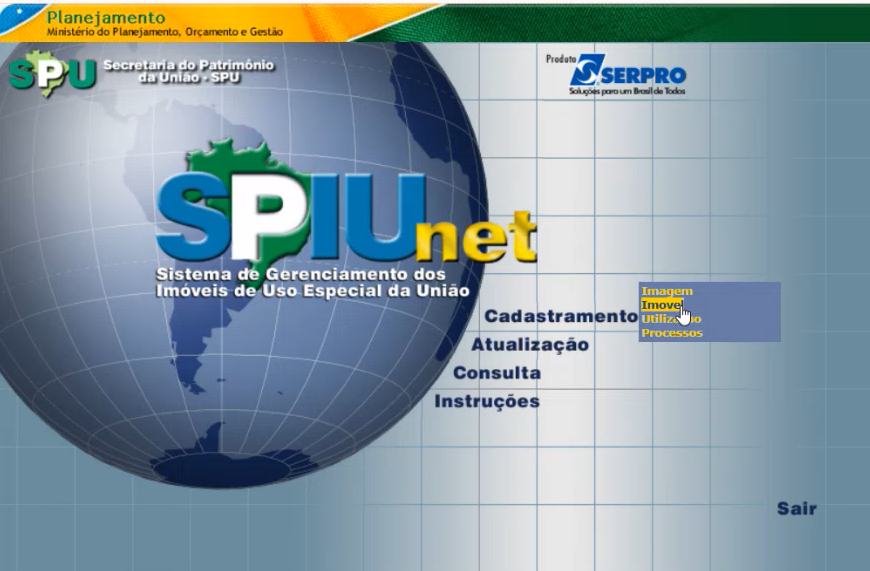 Planejamento
Ministério do Planejamento, Orçamento e Gestão
SPU
Secretaria do Patrimônio
da União - SPU
Produto
SERPRO
Soluções para um Brasil de Todos
SPIUnet
Sistema de Gerenciamento dos
Imóveis de Uso Especial da União
Imagem
Imovel
Cadastramento
Processos
Atualização
Consulta
Instruções
Sair